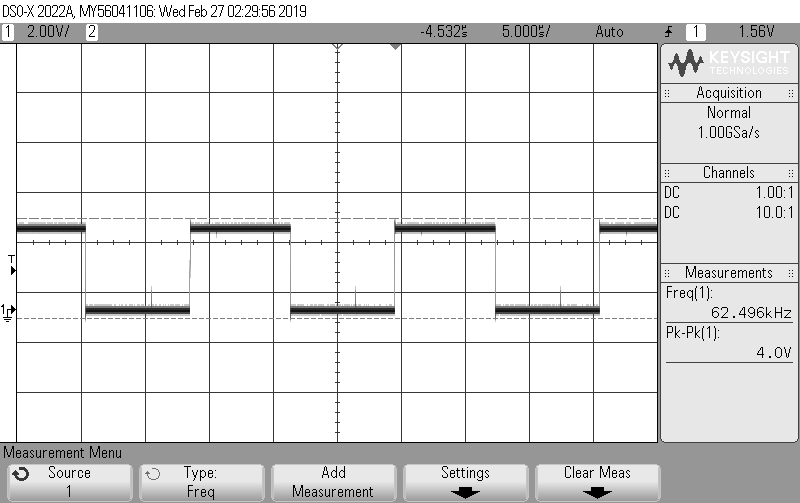 DSO-X 2022A, MY56041106: Wed Feb 27 02:29:56 2019
1 2.00V/ 2 -4.532µs 5.000µs/ Auto 1 1.56V
KEYSIGHT
TECHNOLOGIES
Acquisition
Normal
1.00GSa/s
Channels
DC 1.00:1
DC 10.0:1
Measurements
Freq(1):
62.496kHz
Pk-Pk(1):
4.0V
T
1
Measurement Menu
Source
1
Type:
Freq
Add
Measurement
Settings
Clear Meas